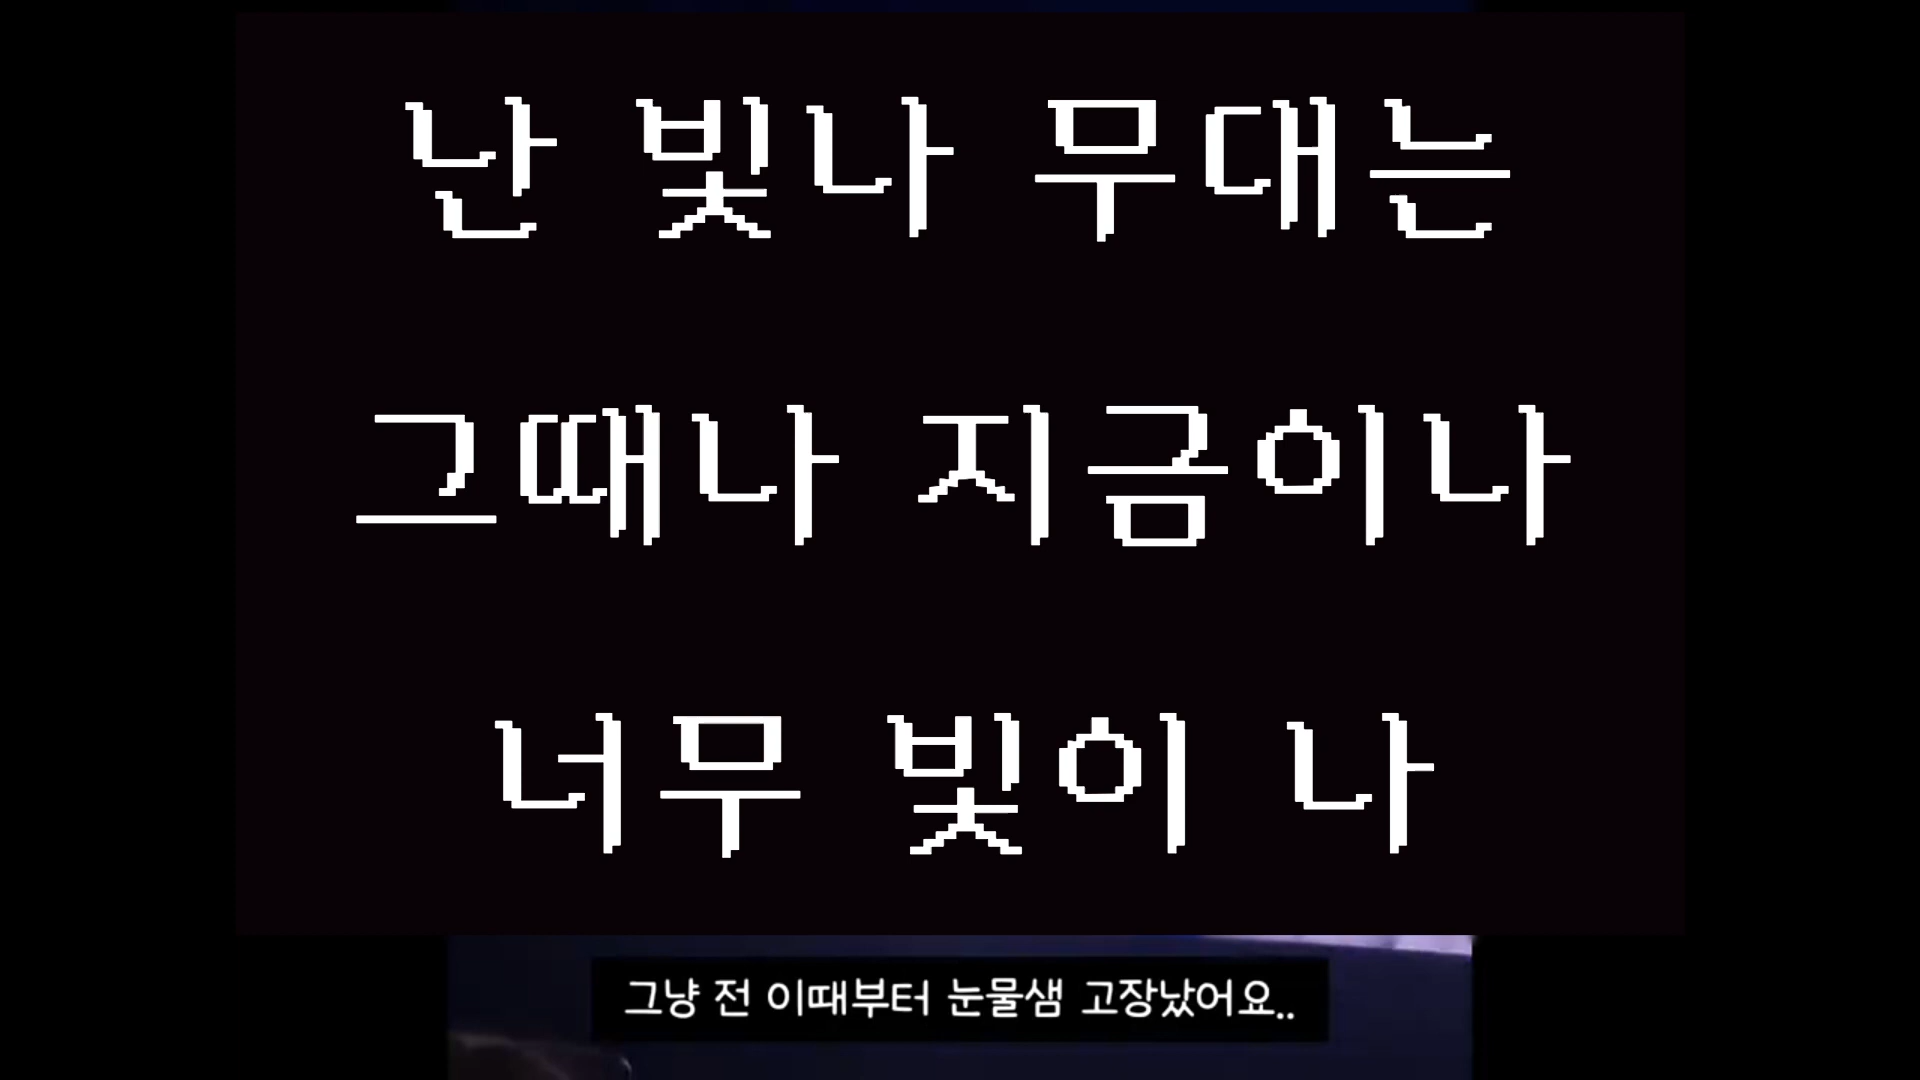 난 빛나 무대는
그때나 지금이나
너무 빛이 나
그냥 전 이때부터 눈물샘 고장났어요..